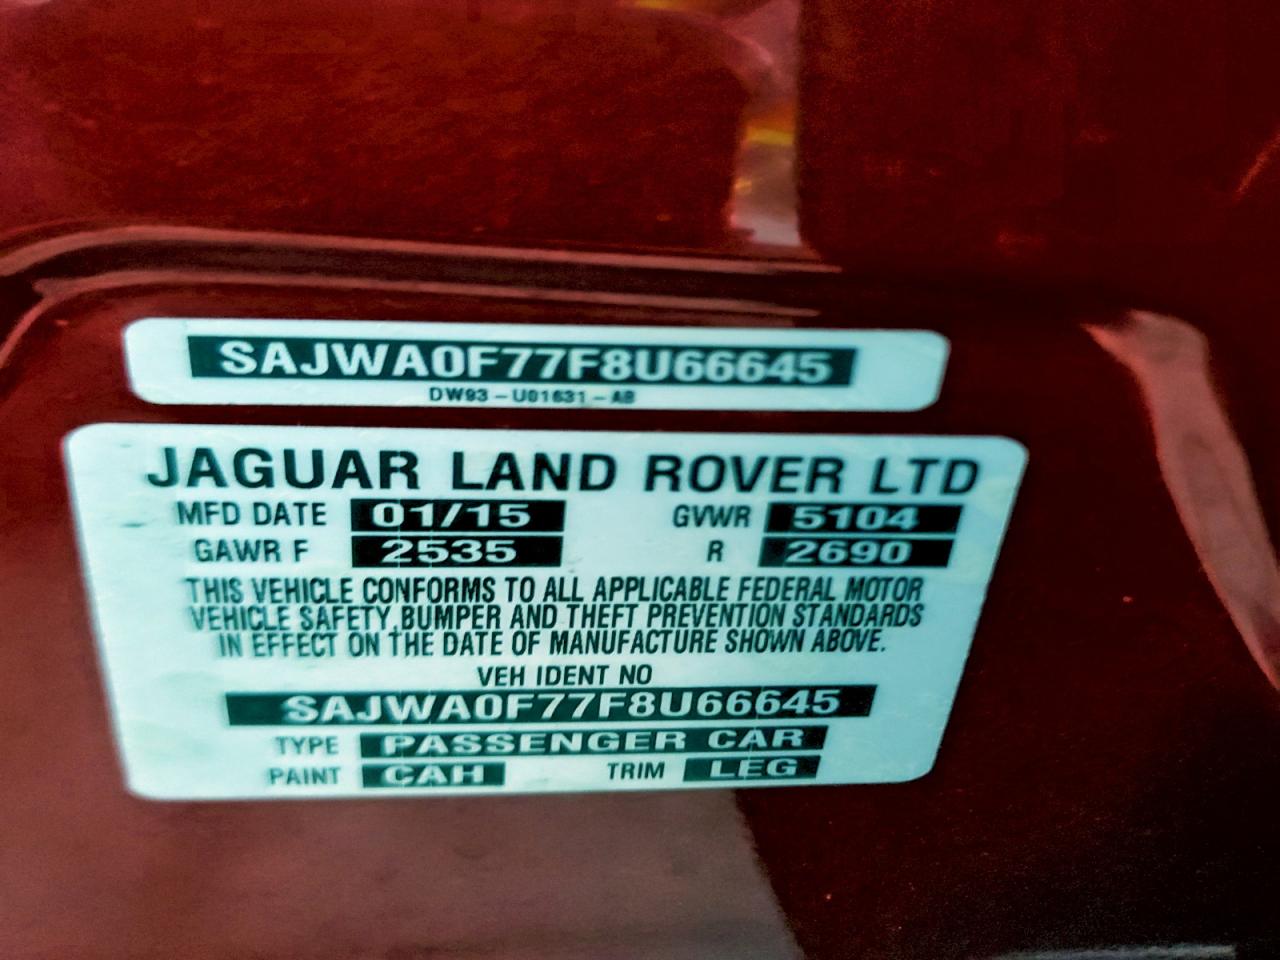 SAJWA0F77F8U66645
DW93-U01631-AB
JAGUAR LAND ROVER LTD
MFD DATE 01/15 GVWR 5104
GAWR F 2535 R 2690
THIS VEHICLE CONFORMS TO ALL APPLICABLE FEDERAL MOTOR
VEHICLE SAFETY, BUMPER AND THEFT PREVENTION STANDARDS
IN EFFECT ON THE DATE OF MANUFACTURE SHOWN ABOVE.
VEH IDENT NO
SAJWA0F77F8U66645
TYPE PASSENGER CAR
PAINT CAH TRIM LEG